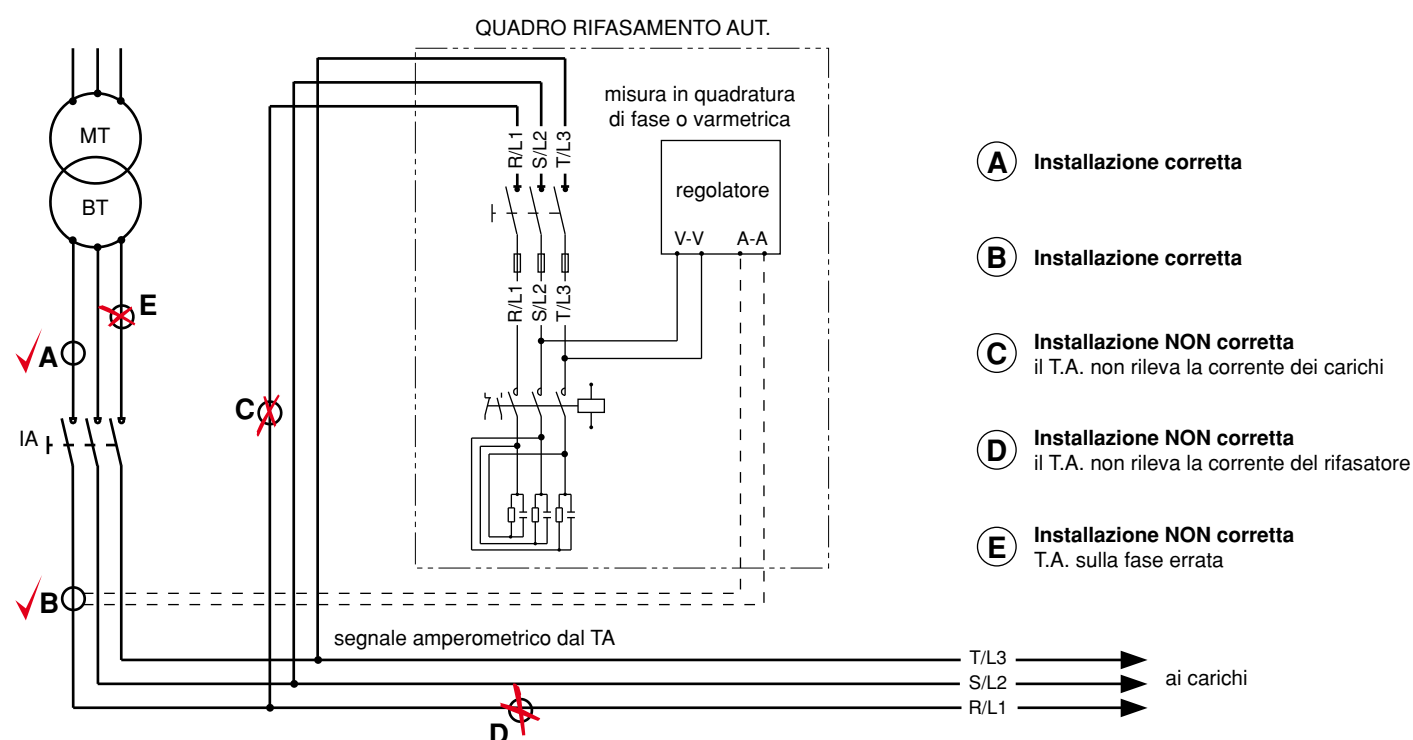 QUADRO RIFASAMENTO AUT.
misura in quadratura
di fase o varmetrica
MT
BT
R/L1
S/L2
T/L3
regolatore
V-V
A-A
R/L1
S/L2
T/L3
E
A
C
IA
B
segnale amperometrico dal TA
D
T/L3
S/L2
R/L1
ai carichi
A Installazione corretta
B Installazione corretta
C Installazione NON corretta
il T.A. non rileva la corrente dei carichi
D Installazione NON corretta
il T.A. non rileva la corrente del rifasatore
E Installazione NON corretta
T.A. sulla fase errata